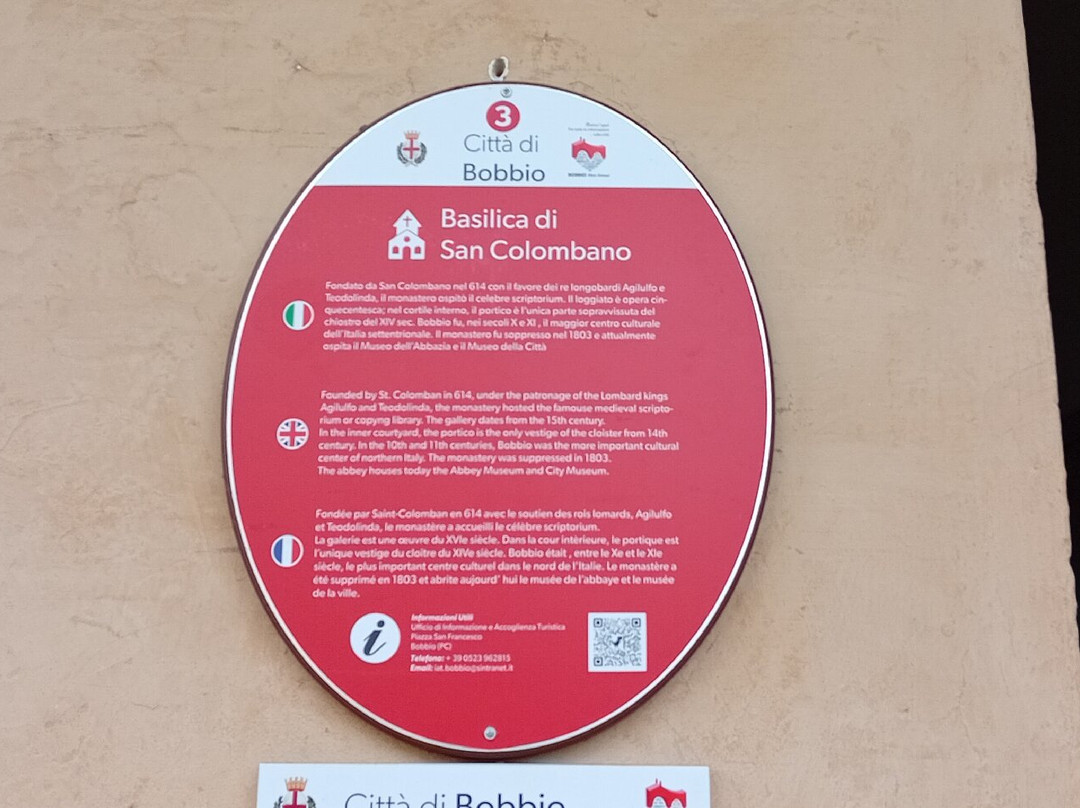 3
Città di
Bobbio
Basilica di
San Colombano
Fondato da San Colombano nel 614 con il favore dei re longobardi Agilulfo e
Teodolinda, il monastero ospitò il celebre scriptorium. Il loggiato è opera cin-
quecentesca; nel cortile interno, il portico è l'unica parte sopravvissuta del
chiostro del XIV sec. Bobbio fu, nei secoli X e XI , il maggior centro culturale
dell'Italia settentrionale. Il monastero fu soppresso nel 1803 e attualmente
ospita il Museo dell'Abbazia e il Museo della Città
Founded by St. Colomban in 614, under the patronage of the Lombard kings
Agilulfo and Teodolinda, the monastery hosted the famouse medieval scripto-
rium or copyng library. The gallery dates from the 15th century.
In the inner courtyard, the portico is the only vestige of the cloister from 14th
century. In the 10th and 11th centuries, Bobbio was the more important cultural
center of northern Italy. The monastery was suppressed in 1803.
The abbey houses today the Abbey Museum and City Museum.
Fondée par Saint-Colomban en 614 avec le soutien des rois lomards, Agilulfo
et Teodolinda, le monastère a accueilli le célèbre scriptorium.
La galerie est une œuvre du XVIe siècle. Dans la cour intèrieure, le portique est
l'unique vestige du cloître du XIVe siècle. Bobbio était , entre le Xe et le XIe
siècle, le plus important centre culturel dans le nord de l'Italie. Le monastère a
été supprimé en 1803 et abrite aujourd' hui le musée de l'abbaye et le musée
de la ville.
i
Informazioni Utili
Ufficio di Informazione e Accoglienza Turistica
Piazza San Francesco
Bobbio (PC)
Telefono: + 39 0523 962815
Email: iat.bobbio@sintranet.it
Città di Bobbio